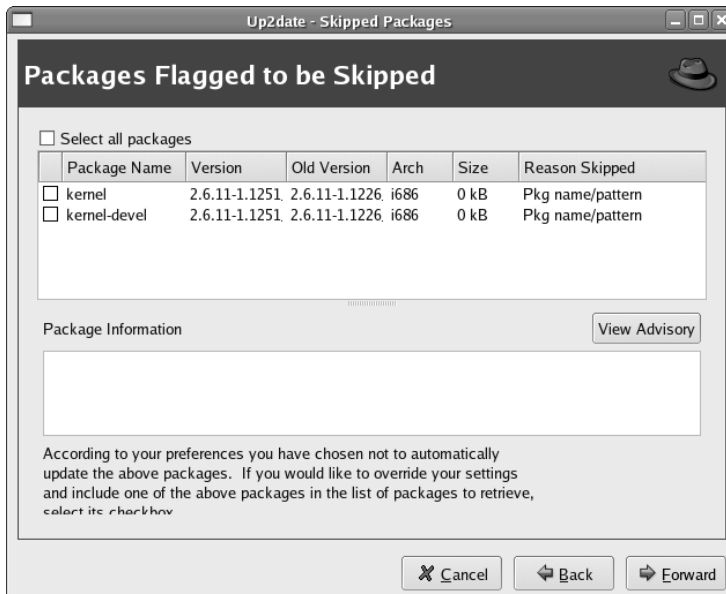 Up2date - Skipped Packages
Packages Flagged to be Skipped
Select all packages
Package Name Version Old Version Arch Size Reason Skipped
kernel 2.6.11-1.1251 2.6.11-1.1226 i686 0 kB Pkg name/pattern
kernel-devel 2.6.11-1.1251 2.6.11-1.1226 i686 0 kB Pkg name/pattern
Package Information
View Advisory
According to your preferences you have chosen not to automatically
update the above packages. If you would like to override your settings
and include one of the above packages in the list of packages to retrieve,
select its checkbox
Cancel Back Forward